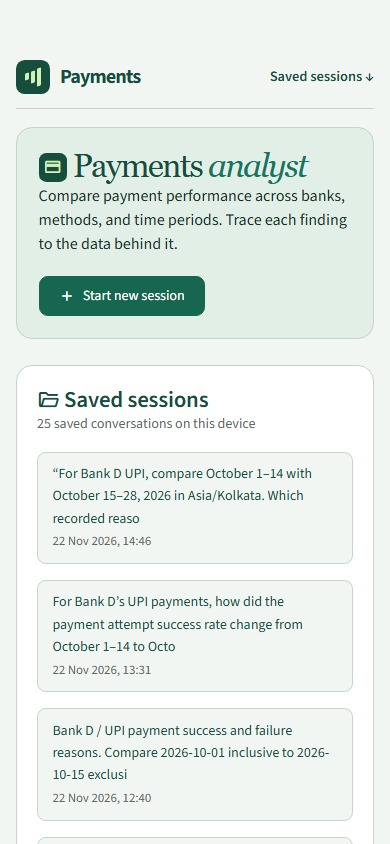 Payments
Saved sessions ↓
Payments analyst
Compare payment performance across banks,
methods, and time periods. Trace each finding
to the data behind it.
+ Start new session
Saved sessions
25 saved conversations on this device
“For Bank D UPI, compare October 1–14 with
October 15–28, 2026 in Asia/Kolkata. Which
recorded reaso
22 Nov 2026, 14:46
For Bank D’s UPI payments, how did the
payment attempt success rate change from
October 1–14 to Octo
22 Nov 2026, 13:31
Bank D / UPI payment success and failure
reasons. Compare 2026-10-01 inclusive to 2026-
10-15 exclusi
22 Nov 2026, 12:40